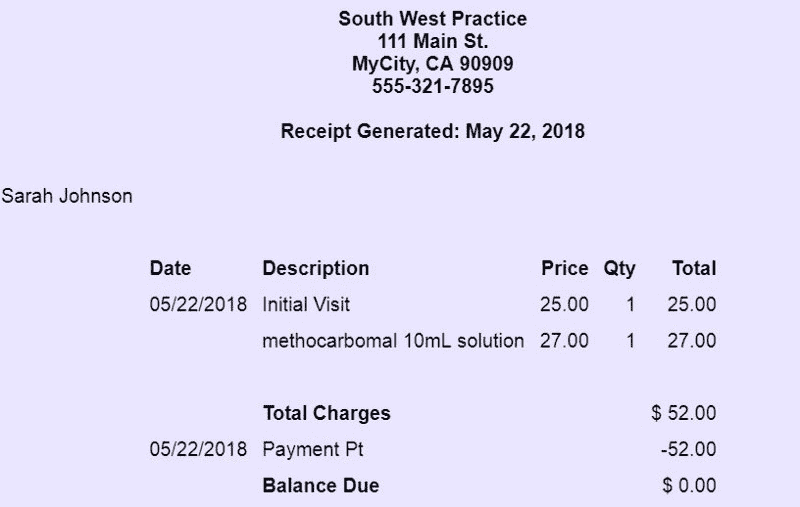 South West Practice
111 Main St.
MyCity, CA 90909
555-321-7895
Receipt Generated: May 22, 2018
Sarah Johnson
Date Description Price Qty Total
05/22/2018 Initial Visit 25.00 1 25.00
methocarbomal 10mL solution 27.00 1 27.00
Total Charges $ 52.00
05/22/2018 Payment Pt -52.00
Balance Due $ 0.00